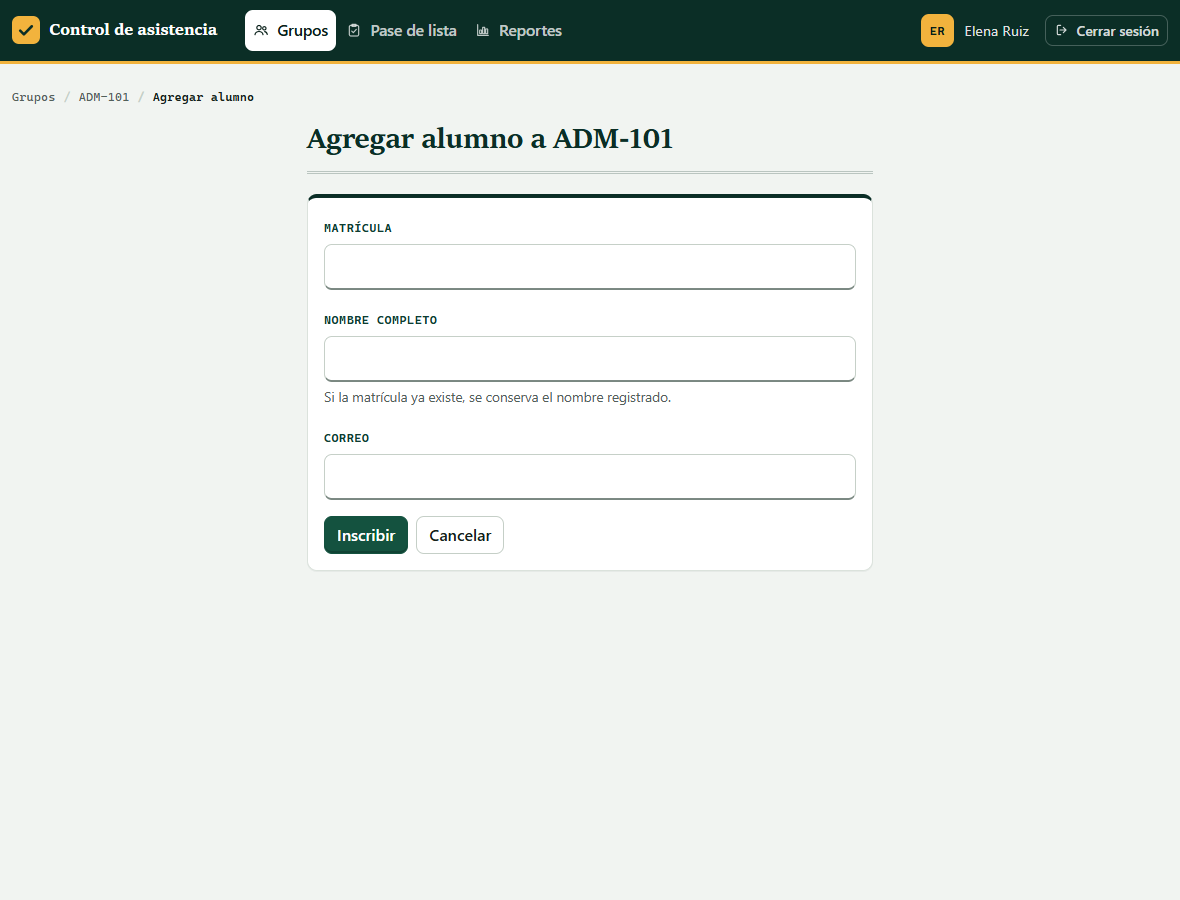 Control de asistencia
Grupos
Pase de lista
Reportes
ER
Elena Ruiz
Cerrar sesión
Grupos / ADM-101 / Agregar alumno
Agregar alumno a ADM-101
MATRÍCULA
NOMBRE COMPLETO
Si la matrícula ya existe, se conserva el nombre registrado.
CORREO
Inscribir
Cancelar